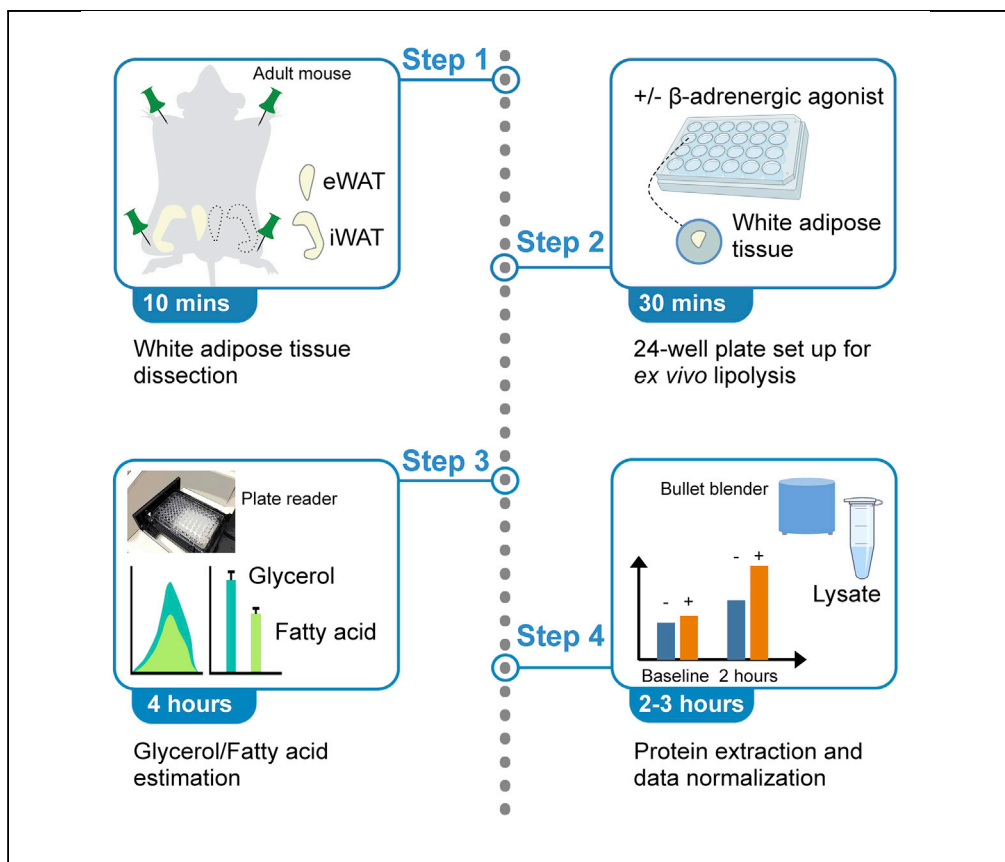 Step 1
Adult mouse
eWAT
iWAT
10 mins
White adipose tissue
dissection
Step 2
+/- β-adrenergic agonist
White adipose
tissue
30 mins
24-well plate set up for
ex vivo lipolysis
Step 3
Plate reader
Glycerol
Fatty acid
4 hours
Glycerol/Fatty acid
estimation
Step 4
Bullet blender
Lysate
- +
- +
Baseline 2 hours
2-3 hours
Protein extraction and
data normalization